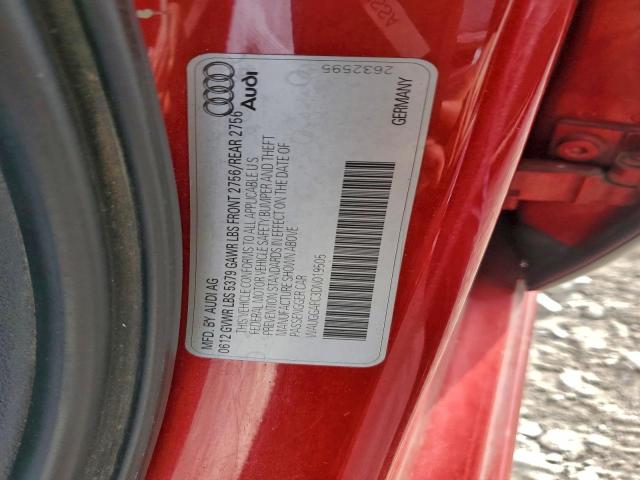 MFD. BY AUDI AG
0612 GVWR LBS 5379 GAWR LBS FRONT 2756/REAR 2756
THIS VEHICLE CONFORMS TO ALL APPLICABLE U.S
FEDERAL MOTOR VEHICLE SAFETY BUMPER AND THEFT
PREVENTION STANDARDS IN EFFECT ON THE DATE OF
MANUFACTURE SHOWN ABOVE
PASSENGER CAR
WAUGGAFC3DN019506
Audi
GERMANY
2632595